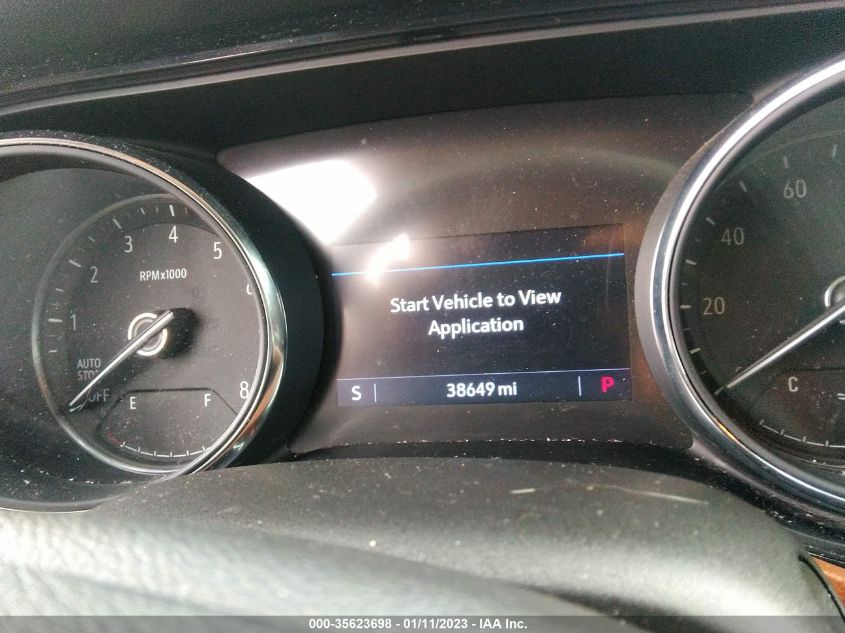 1
2
3
4
5
8
RPMx1000
AUTO
STOP
OFF
E F
Start Vehicle to View
Application
S 38649 mi P
20
40
60
C
000-35623698 - 01/11/2023 - IAA Inc.